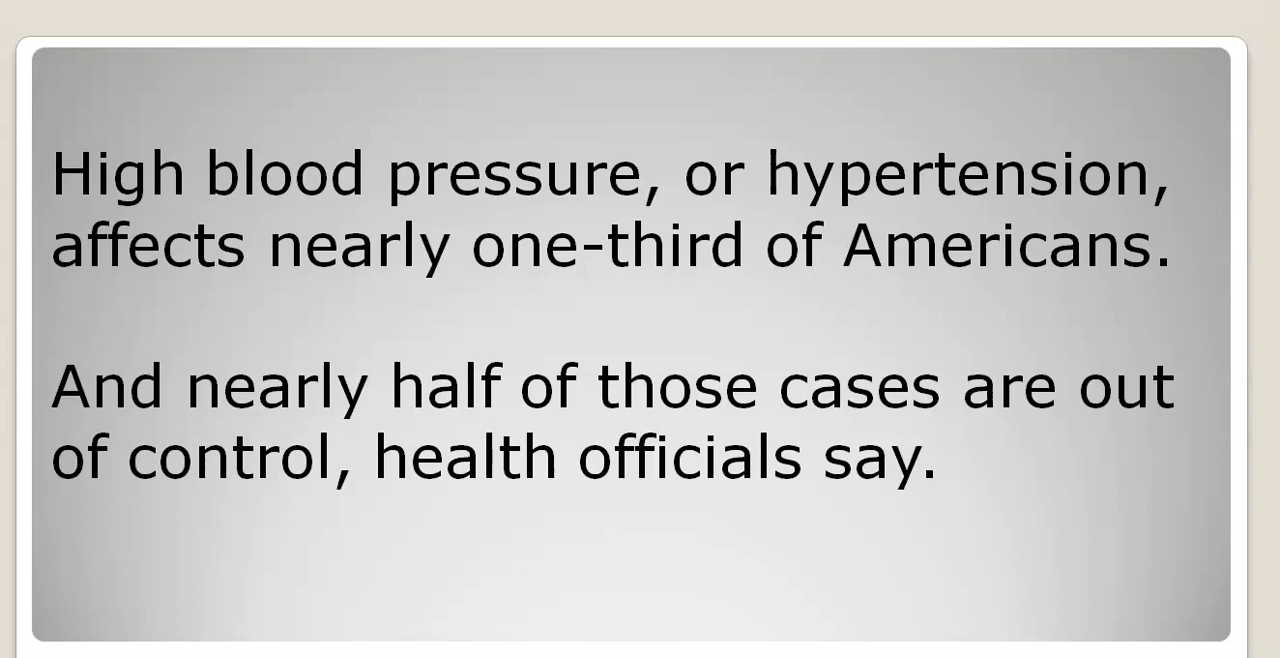 High blood pressure, or hypertension,
affects nearly one-third of Americans.
And nearly half of those cases are out
of control, health officials say.